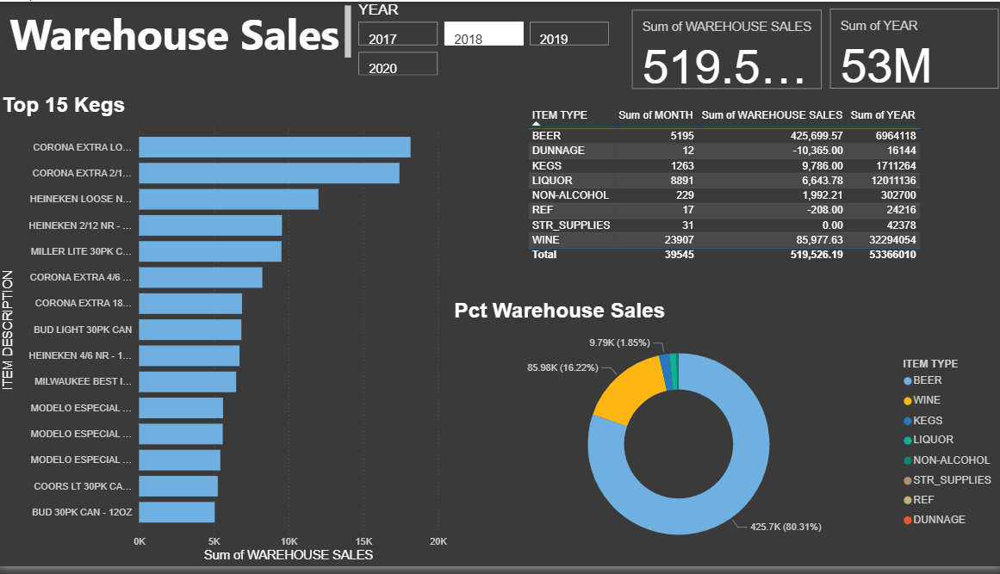 Warehouse Sales
YEAR
2017
2018
2019
2020
Sum of WAREHOUSE SALES
519.5...
Sum of YEAR
53M
Top 15 Kegs
ITEM DESCRIPTION
CORONA EXTRA LO...
CORONA EXTRA 2/1...
HEINEKEN LOOSE N...
HEINEKEN 2/12 NR - ...
MILLER LITE 30PK C...
CORONA EXTRA 4/6 ...
CORONA EXTRA 18...
BUD LIGHT 30PK CAN
HEINEKEN 4/6 NR - 1...
MILWAUKEE BEST I...
MODELO ESPECIAL ...
MODELO ESPECIAL ...
MODELO ESPECIAL ...
COORS LT 30PK CA...
BUD 30PK CAN - 12OZ
0K 5K 10K 15K 20K
Sum of WAREHOUSE SALES
ITEM TYPE Sum of MONTH Sum of WAREHOUSE SALES Sum of YEAR
BEER 5195 425,699.57 6964118
DUNNAGE 12 -10,365.00 16144
KEGS 1263 9,786.00 1711264
LIQUOR 8891 6,643.78 12011136
NON-ALCOHOL 229 1,992.21 302700
REF 17 -208.00 24216
STR_SUPPLIES 31 0.00 42378
WINE 23907 85,977.63 32294054
Total 39545 519,526.19 53366010
Pct Warehouse Sales
9.79K (1.85%)
85.98K (16.22%)
425.7K (80.31%)
ITEM TYPE
BEER
WINE
KEGS
LIQUOR
NON-ALCOHOL
STR_SUPPLIES
REF
DUNNAGE